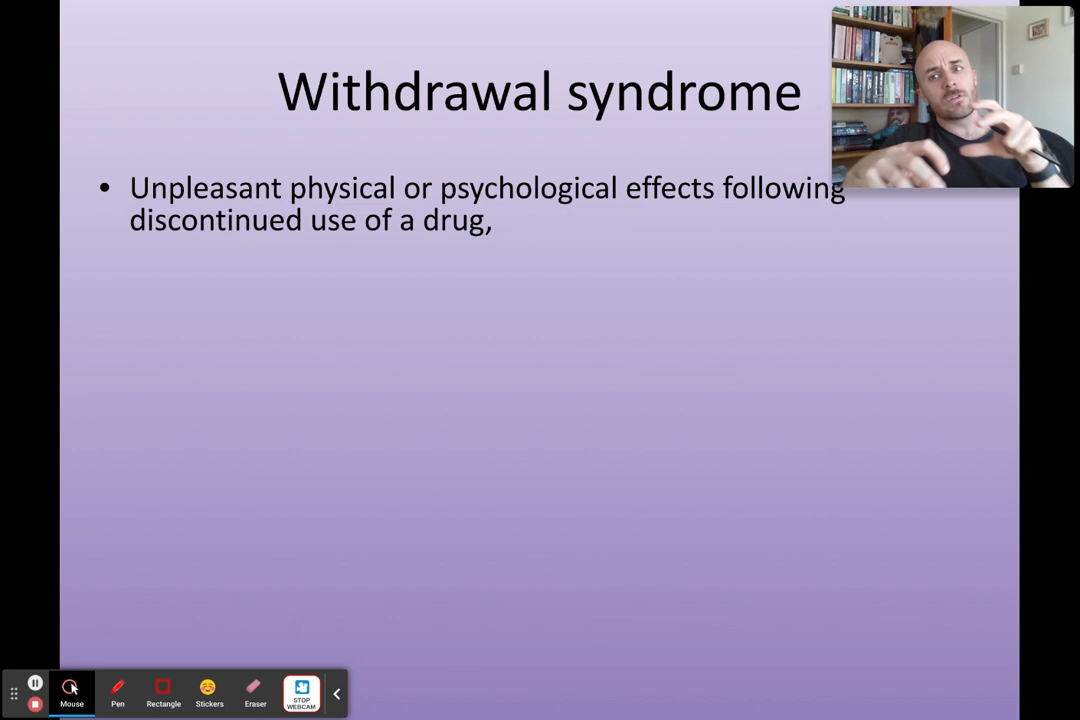 Withdrawal syndrome
• Unpleasant physical or psychological effects following
discontinued use of a drug,
Mouse
Pen
Rectangle
Stickers
Eraser
STOP
WEBCAM